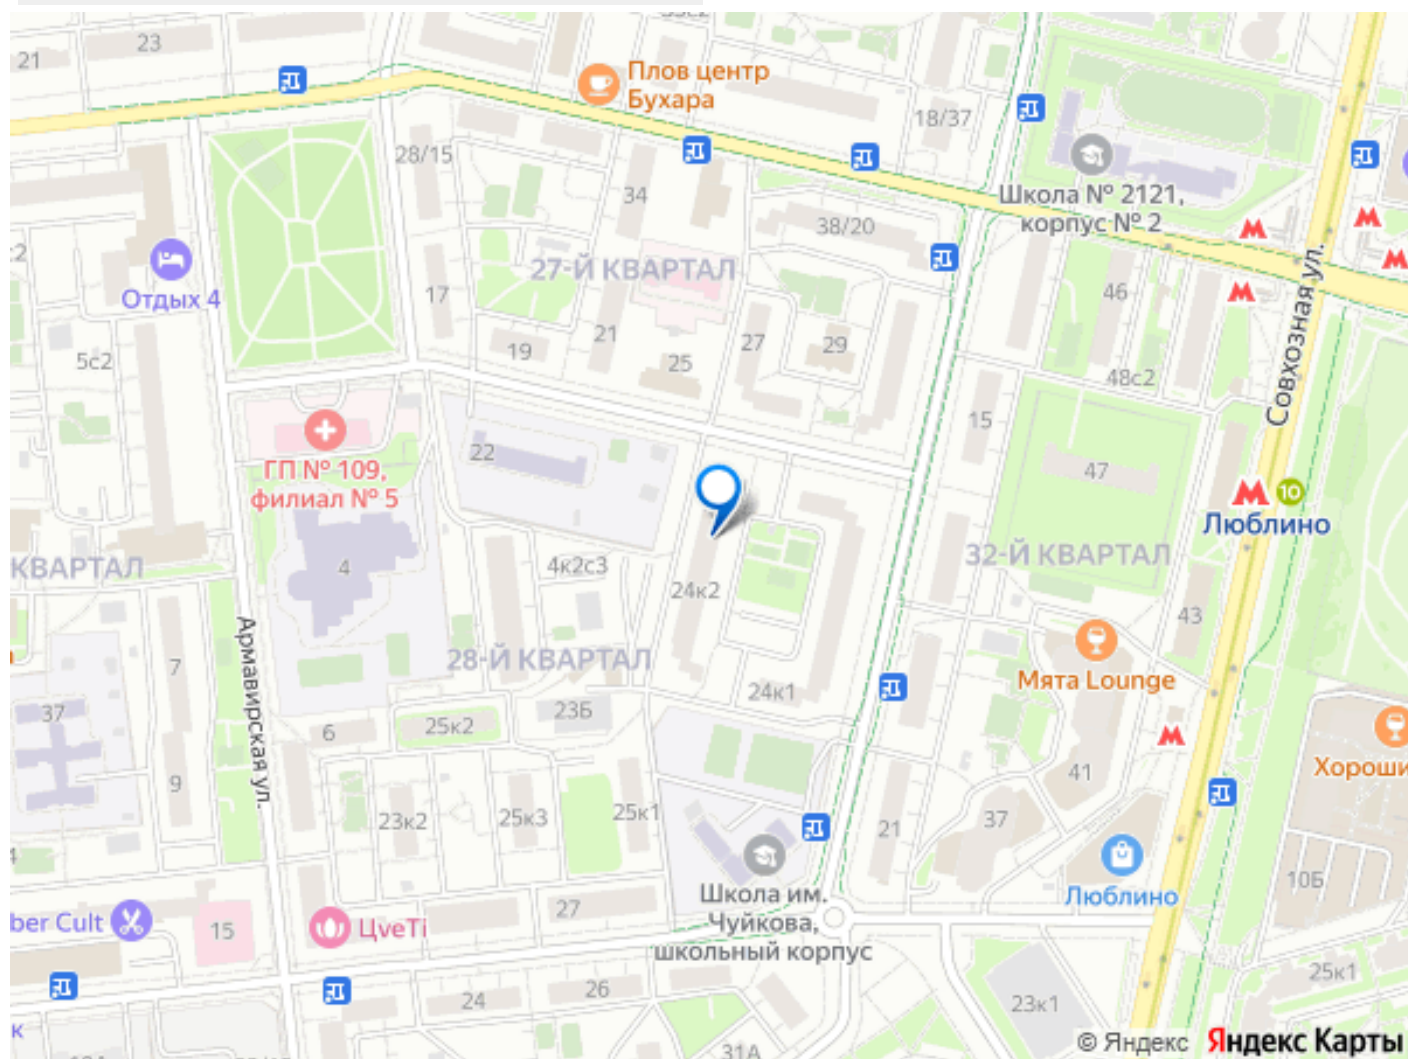 23
21
Плов центр
Бухара
18/37
28/15
34
Школа № 2121,
корпус № 2
38/20
27-Й КВАРТАЛ
Отдых 4
17
46
Совхозная ул.
21
19
27
29
25
5с2
48с2
15
22
47
ГП № 109,
филиал № 5
10
Люблино
32-Й КВАРТАЛ
КВАРТАЛ
4
4к2с3
24к2
43
Армавирская ул.
7
28-Й КВАРТАЛ
Мята Lounge
24к1
37
23Б
25к2
6
41
Хороши
9
23к2
25к3
25к1
21
37
Школа им.
Чуйкова,
школьный корпус
Люблино
10Б
ber Cult
15
ЦвеTi
27
25к1
24
26
23к1
к
31А
© Яндекс Яндекс Карты